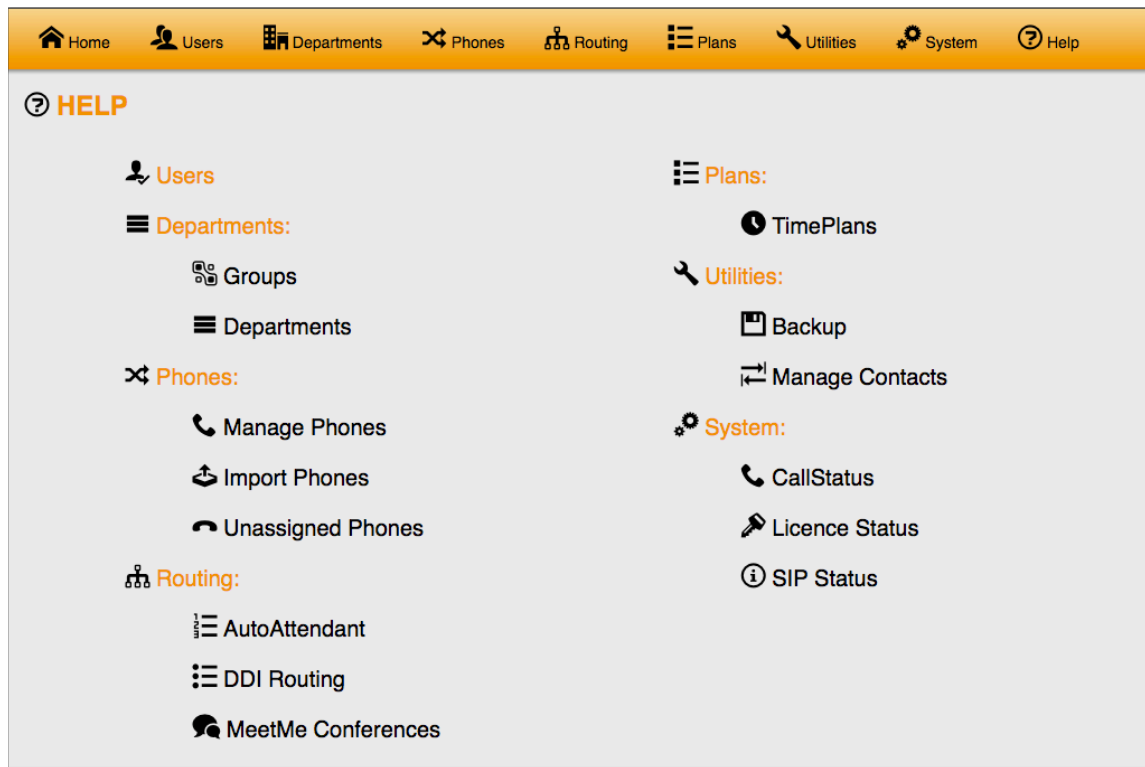 Home Users Departments Phones Routing Plans Utilities System Help
HELP
Users
Departments:
Groups
Departments
Phones:
Manage Phones
Import Phones
Unassigned Phones
Routing:
AutoAttendant
DDI Routing
MeetMe Conferences
Plans:
TimePlans
Utilities:
Backup
Manage Contacts
System:
CallStatus
Licence Status
SIP Status